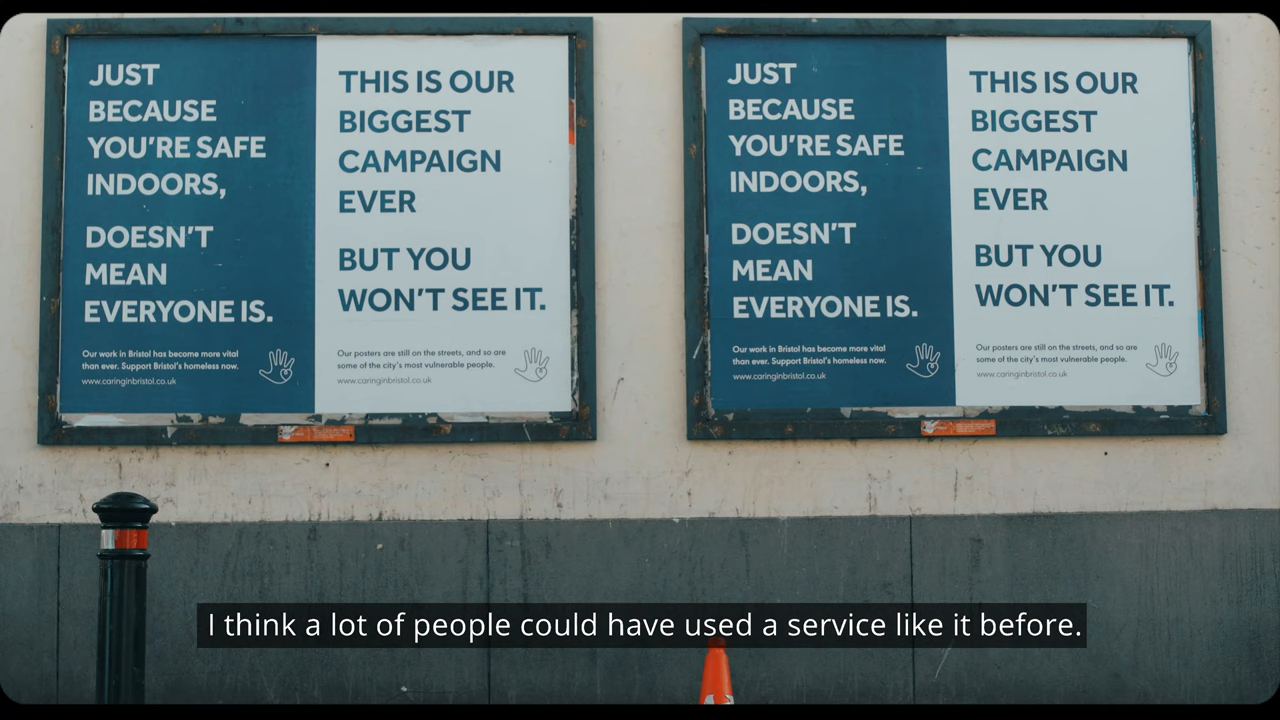 JUST
BECAUSE
YOU'RE SAFE
INDOORS,
DOESN'T
MEAN
EVERYONE IS.
Our work in Bristol has become more vital
than ever. Support Bristol's homeless now.
www.caringinbristol.co.uk
THIS IS OUR
BIGGEST
CAMPAIGN
EVER
BUT YOU
WON'T SEE IT.
Our posters are still on the streets, and so are
some of the city's most vulnerable people.
www.caringinbristol.co.uk
JUST
BECAUSE
YOU'RE SAFE
INDOORS,
DOESN'T
MEAN
EVERYONE IS.
Our work in Bristol has become more vital
than ever. Support Bristol's homeless now.
www.caringinbristol.co.uk
THIS IS OUR
BIGGEST
CAMPAIGN
EVER
BUT YOU
WON'T SEE IT.
Our posters are still on the streets, and so are
some of the city's most vulnerable people.
www.caringinbristol.co.uk
I think a lot of people could have used a service like it before.